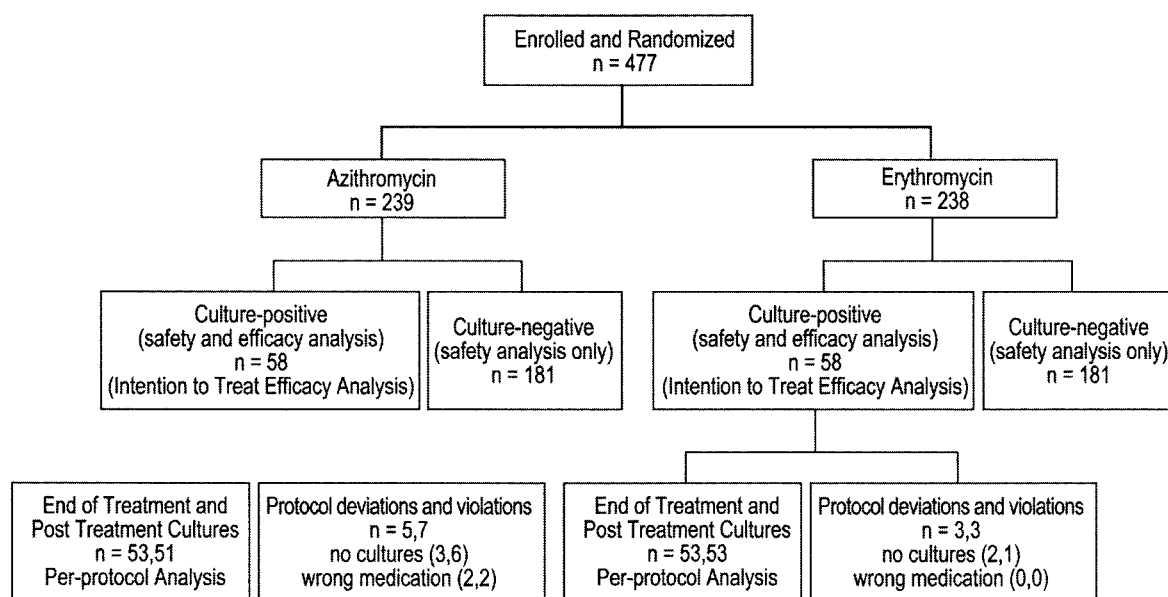 Enrolled and Randomized
n = 477
Azithromycin
n = 239
Erythromycin
n = 238
Culture-positive
(safety and efficacy analysis)
n = 58
(Intention to Treat Efficacy Analysis)
Culture-negative
(safety analysis only)
n = 181
Culture-positive
(safety and efficacy analysis)
n = 58
(Intention to Treat Efficacy Analysis)
Culture-negative
(safety analysis only)
n = 181
End of Treatment and
Post Treatment Cultures
n = 53,51
Per-protocol Analysis
Protocol deviations and violations
n = 5,7
no cultures (3,6)
wrong medication (2,2)
End of Treatment and
Post Treatment Cultures
n = 53,53
Per-protocol Analysis
Protocol deviations and violations
n = 3,3
no cultures (2,1)
wrong medication (0,0)